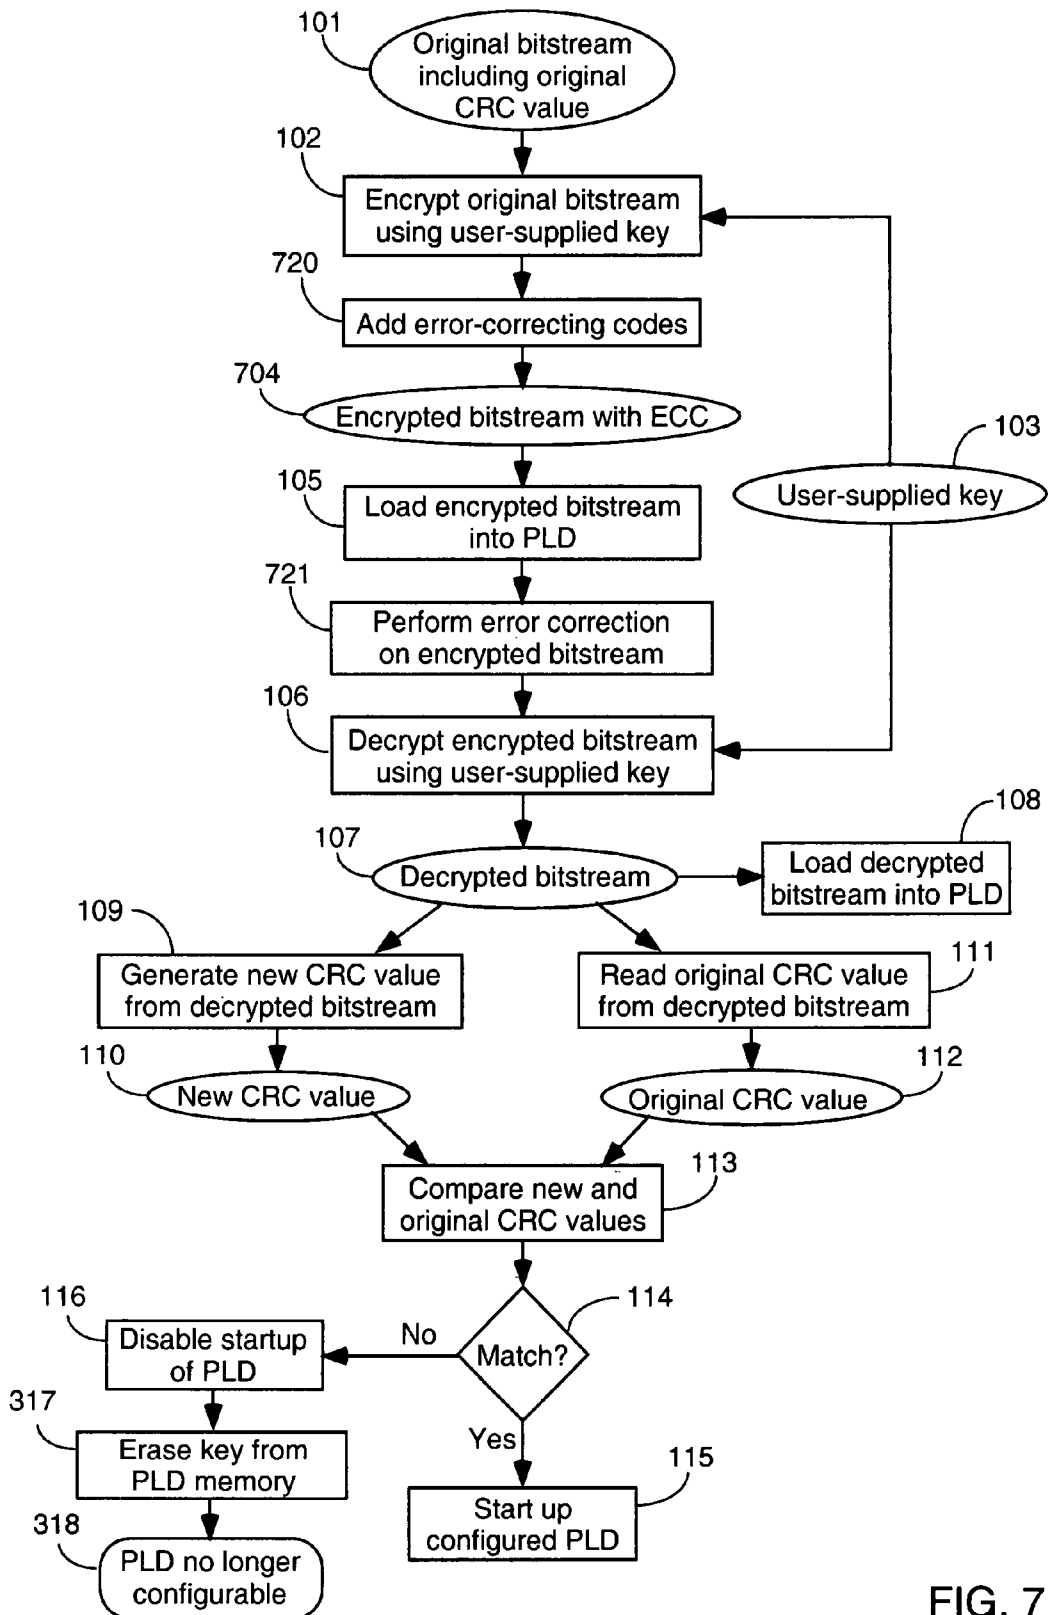 101
Original bitstream
including original
CRC value
102
Encrypt original bitstream
using user-supplied key
720
Add error-correcting codes
704
Encrypted bitstream with ECC
103
User-supplied key
105
Load encrypted bitstream
into PLD
721
Perform error correction
on encrypted bitstream
106
Decrypt encrypted bitstream
using user-supplied key
107
Decrypted bitstream
108
Load decrypted
bitstream into PLD
109
Generate new CRC value
from decrypted bitstream
111
Read original CRC value
from decrypted bitstream
110
New CRC value
112
Original CRC value
113
Compare new and
original CRC values
114
Match?
No
116
Disable startup
of PLD
317
Erase key from
PLD memory
318
PLD no longer
configurable
Yes
115
Start up
configured PLD
FIG. 7